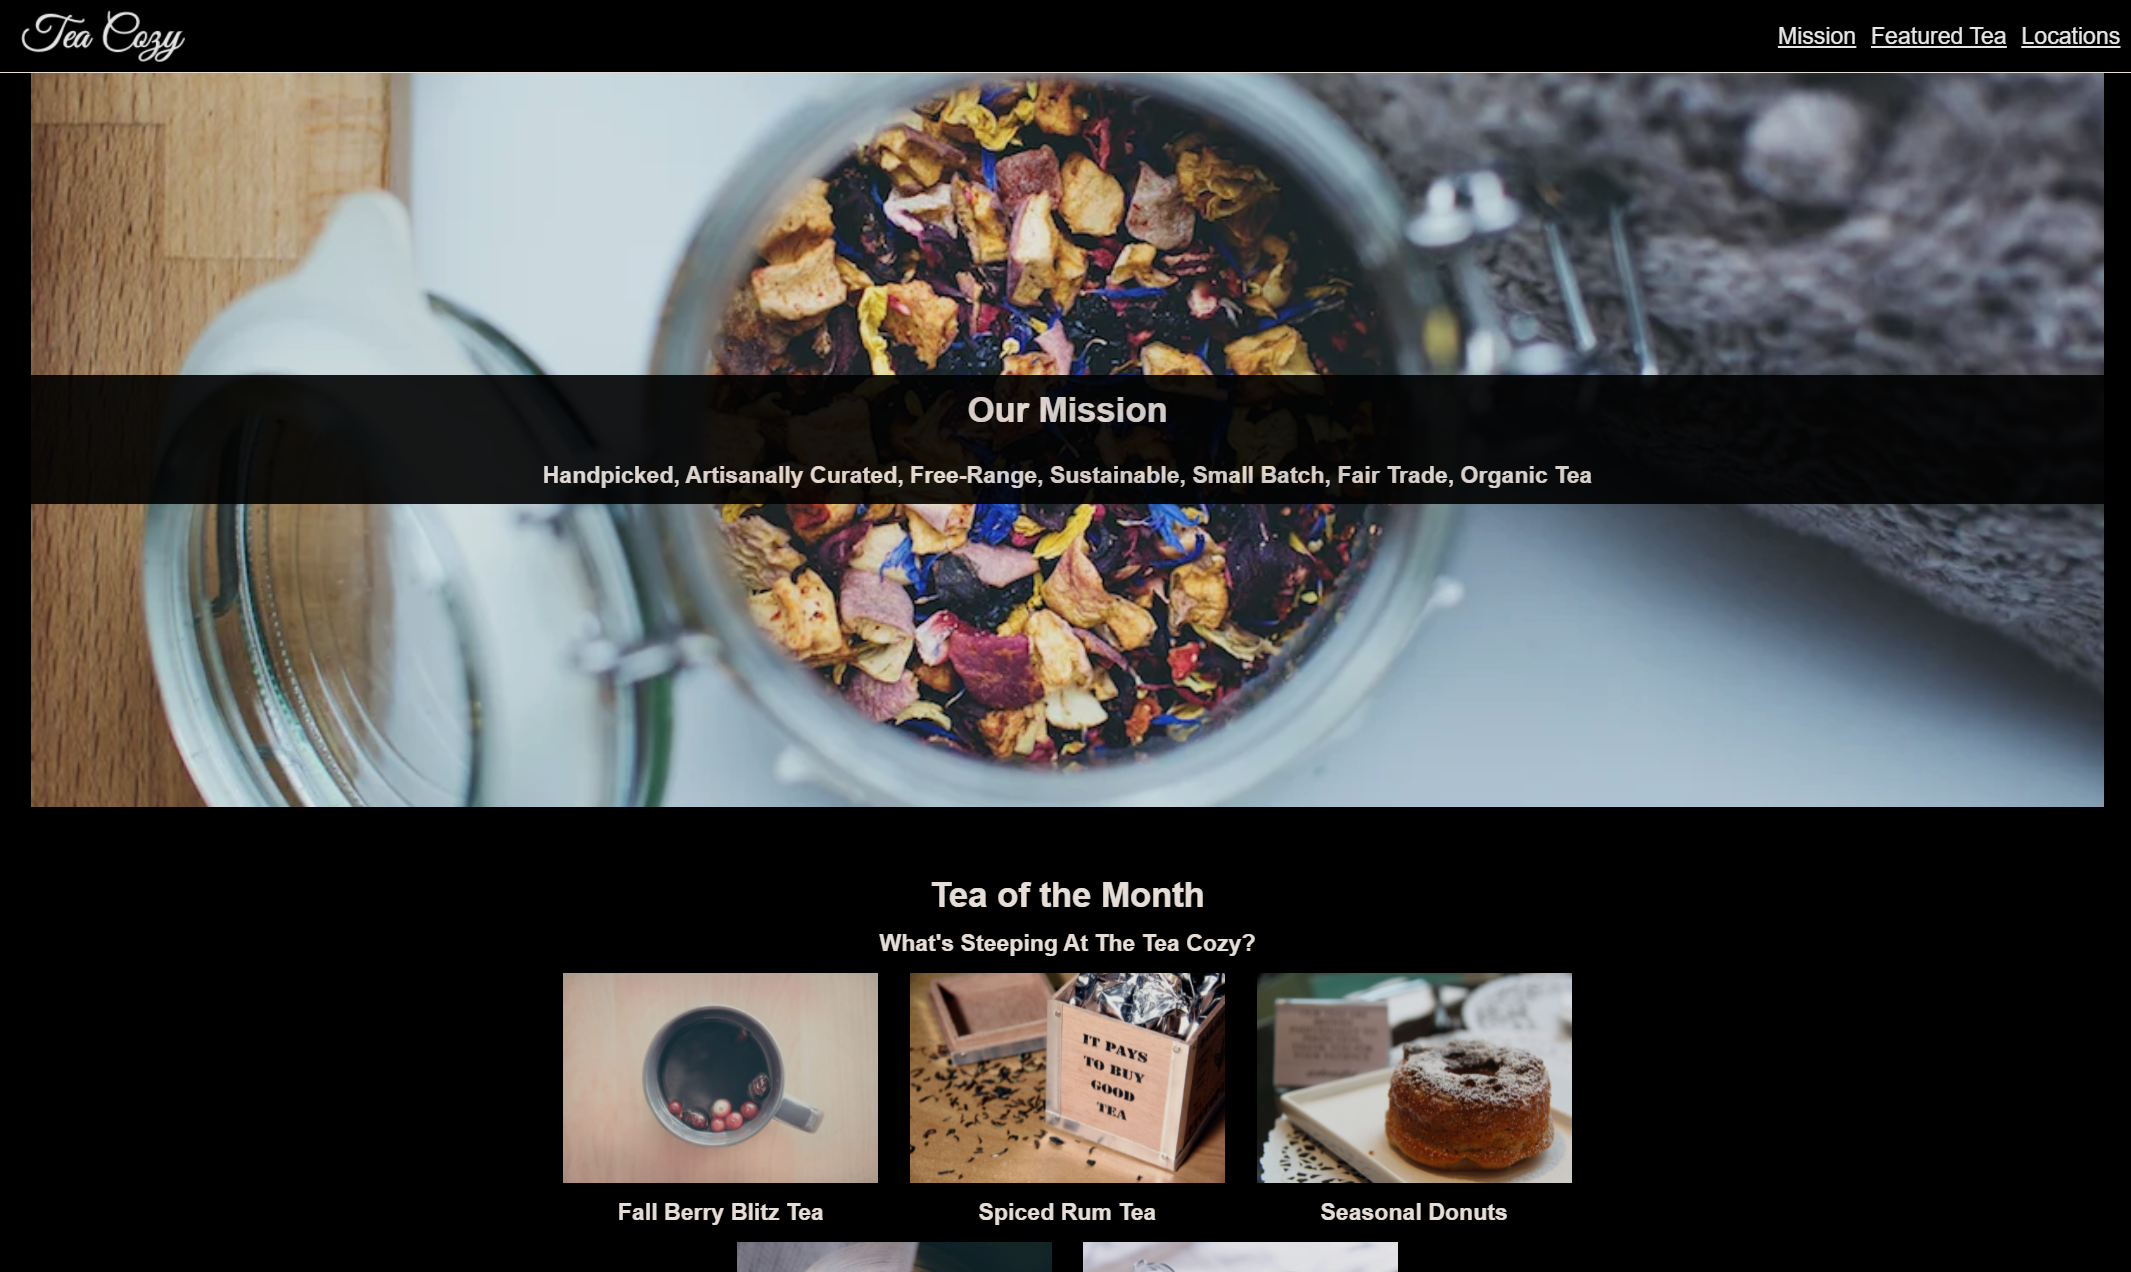 Tea Cozy
Mission Featured Tea Locations
Our Mission
Handpicked, Artisanally Curated, Free-Range, Sustainable, Small Batch, Fair Trade, Organic Tea
Tea of the Month
What's Steeping At The Tea Cozy?
IT PAYS
TO BUY
GOOD
TEA
Fall Berry Blitz Tea
Spiced Rum Tea
Seasonal Donuts